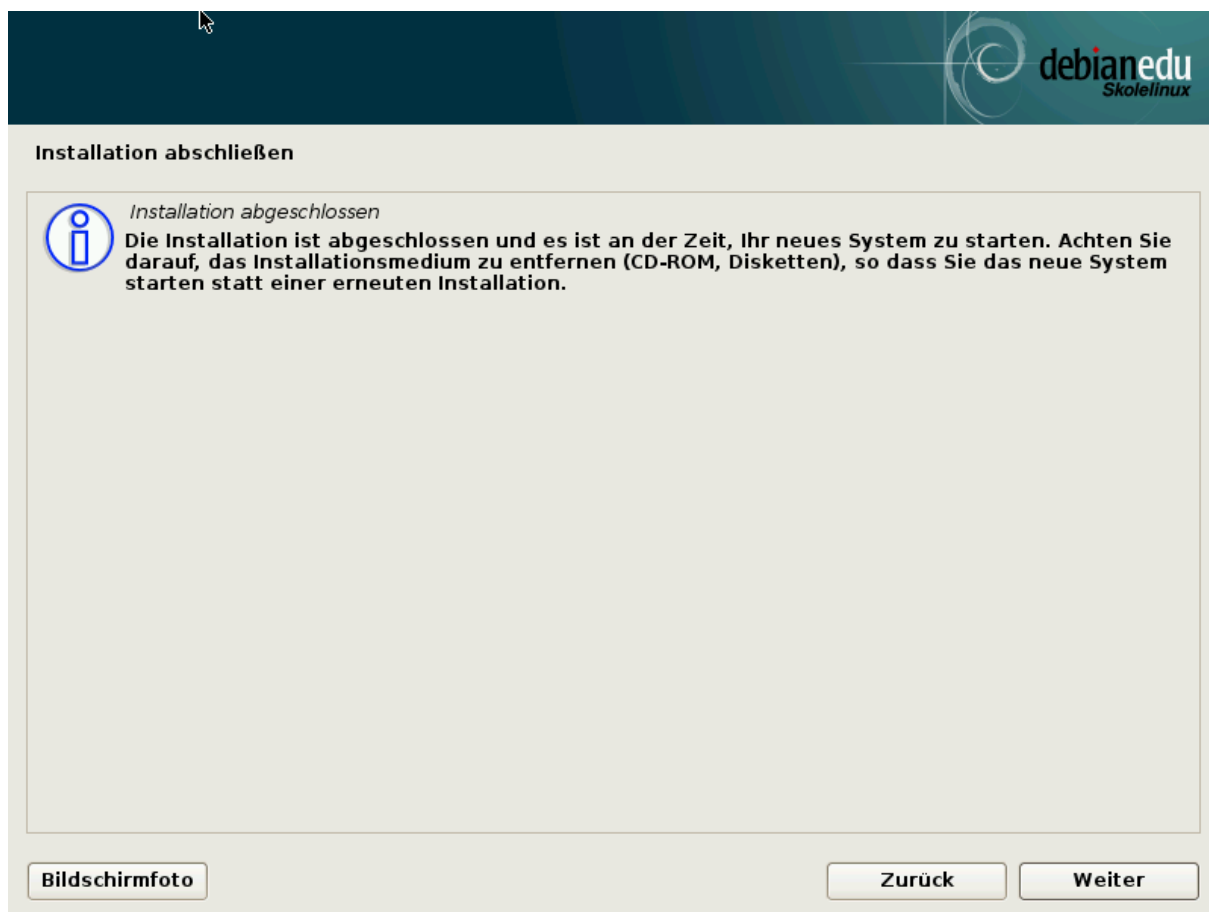 debianedu
Skolelinux
Installation abschließen
Installation abgeschlossen
Die Installation ist abgeschlossen und es ist an der Zeit, Ihr neues System zu starten. Achten Sie
darauf, das Installationsmedium zu entfernen (CD-ROM, Disketten), so dass Sie das neue System
starten statt einer erneuten Installation.
Bildschirmfoto
Zurück
Weiter